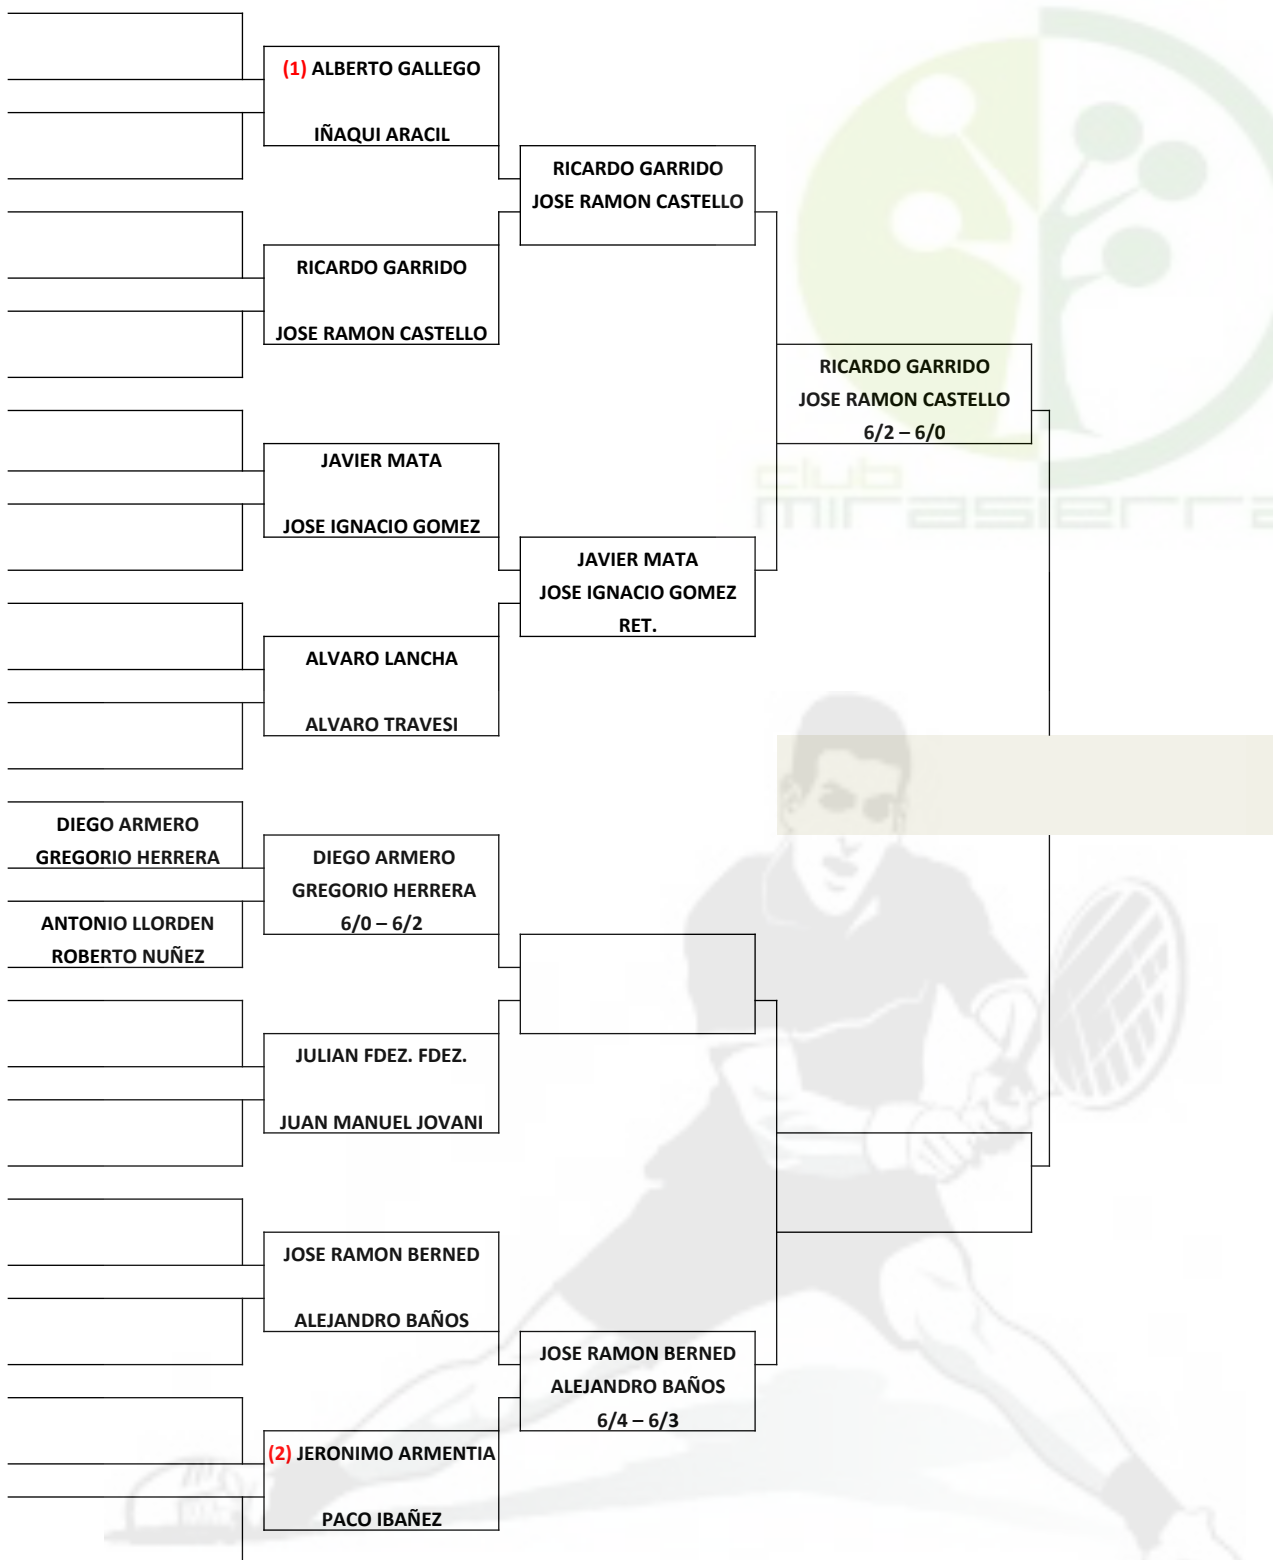 (1) ALBERTO GALLEGO
IÑAQUI ARACIL
RICARDO GARRIDO
JOSE RAMON CASTELLO
RICARDO GARRIDO
JOSE RAMON CASTELLO
RICARDO GARRIDO
JOSE RAMON CASTELLO
6/2 – 6/0
JAVIER MATA
JOSE IGNACIO GOMEZ
club
mirasierra
JAVIER MATA
JOSE IGNACIO GOMEZ
RET.
ALVARO LANCHA
ALVARO TRAVESI
DIEGO ARMERO
GREGORIO HERRERA
DIEGO ARMERO
GREGORIO HERRERA
6/0 – 6/2
ANTONIO LLORDEN
ROBERTO NUÑEZ
JULIAN FDEZ. FDEZ.
JUAN MANUEL JOVANI
JOSE RAMON BERNED
ALEJANDRO BAÑOS
JOSE RAMON BERNED
ALEJANDRO BAÑOS
6/4 – 6/3
(2) JERONIMO ARMENTIA
PACO IBAÑEZ